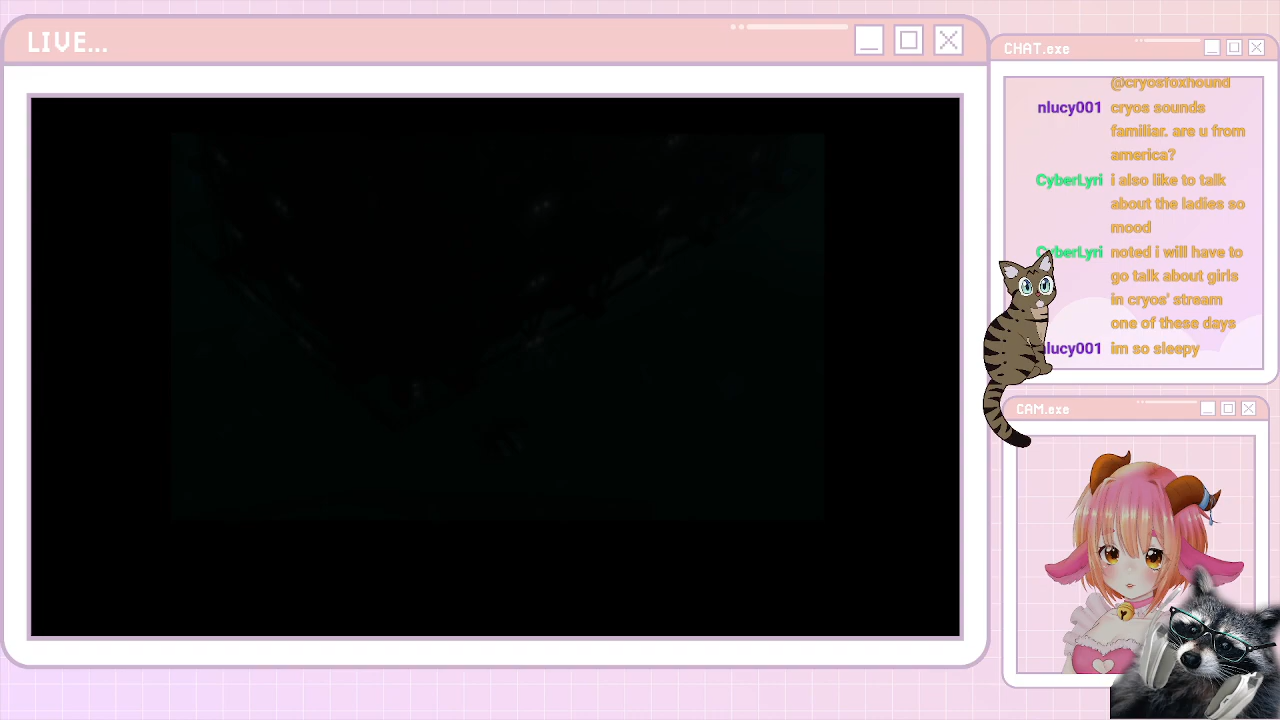 LIVE...
CHAT.exe
@cryosfoxhound
nlucy001 cryos sounds
familiar. are u from
america?
CyberLyri i also like to talk
about the ladies so
mood
CyberLyri noted i will have to
go talk about girls
in cryos' stream
one of these days
nlucy001 im so sleepy
CAM.exe